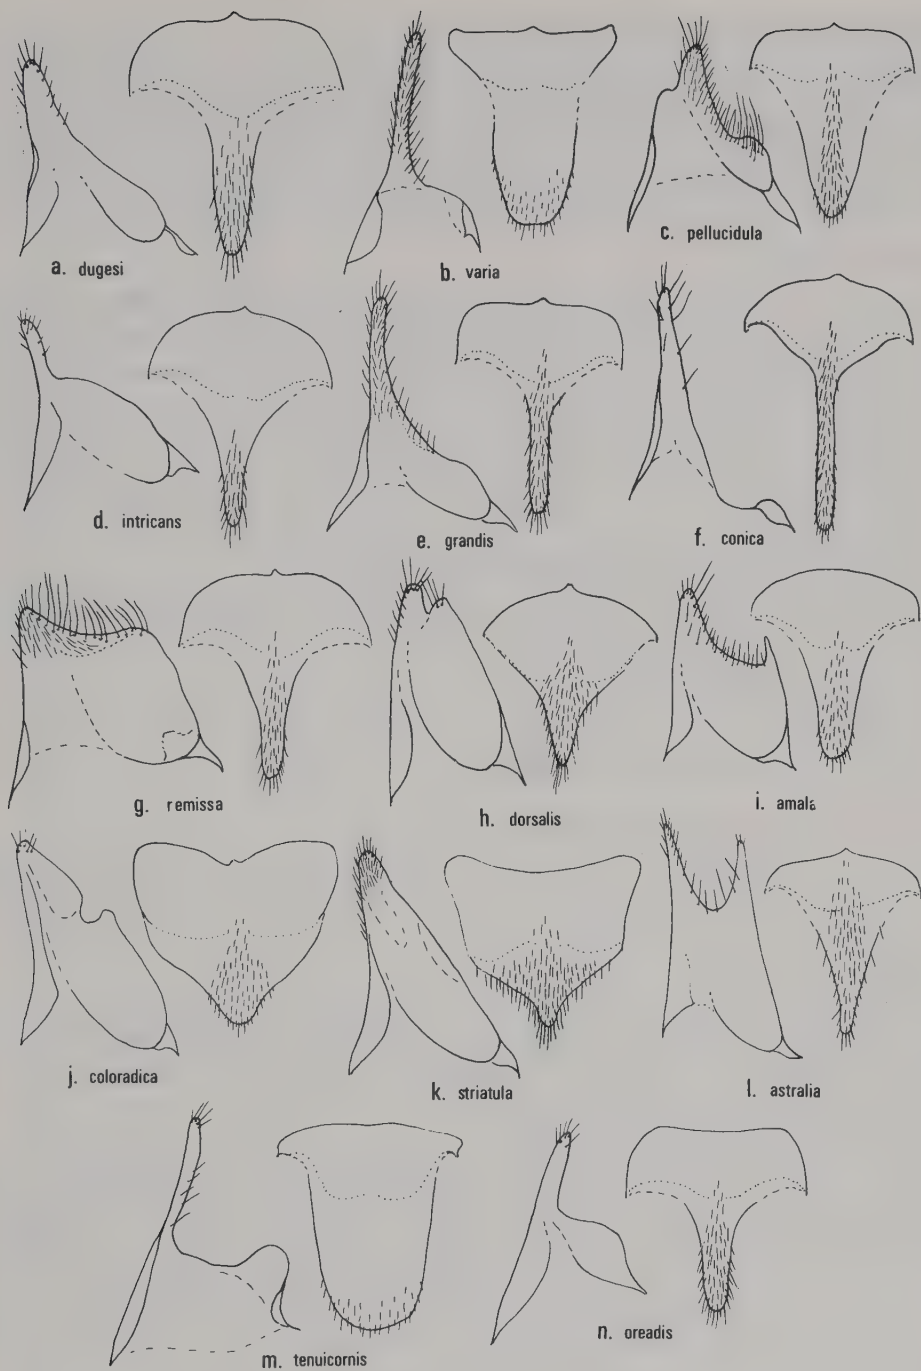 a. dugesi
b. varia
c. pellucidula
d. intricans
e. grandis
f. conica
g. remissa
h. dorsalis
i. amala
j. coloradica
k. striatula
l. astralia
m. tenuicornis
n. oreadis